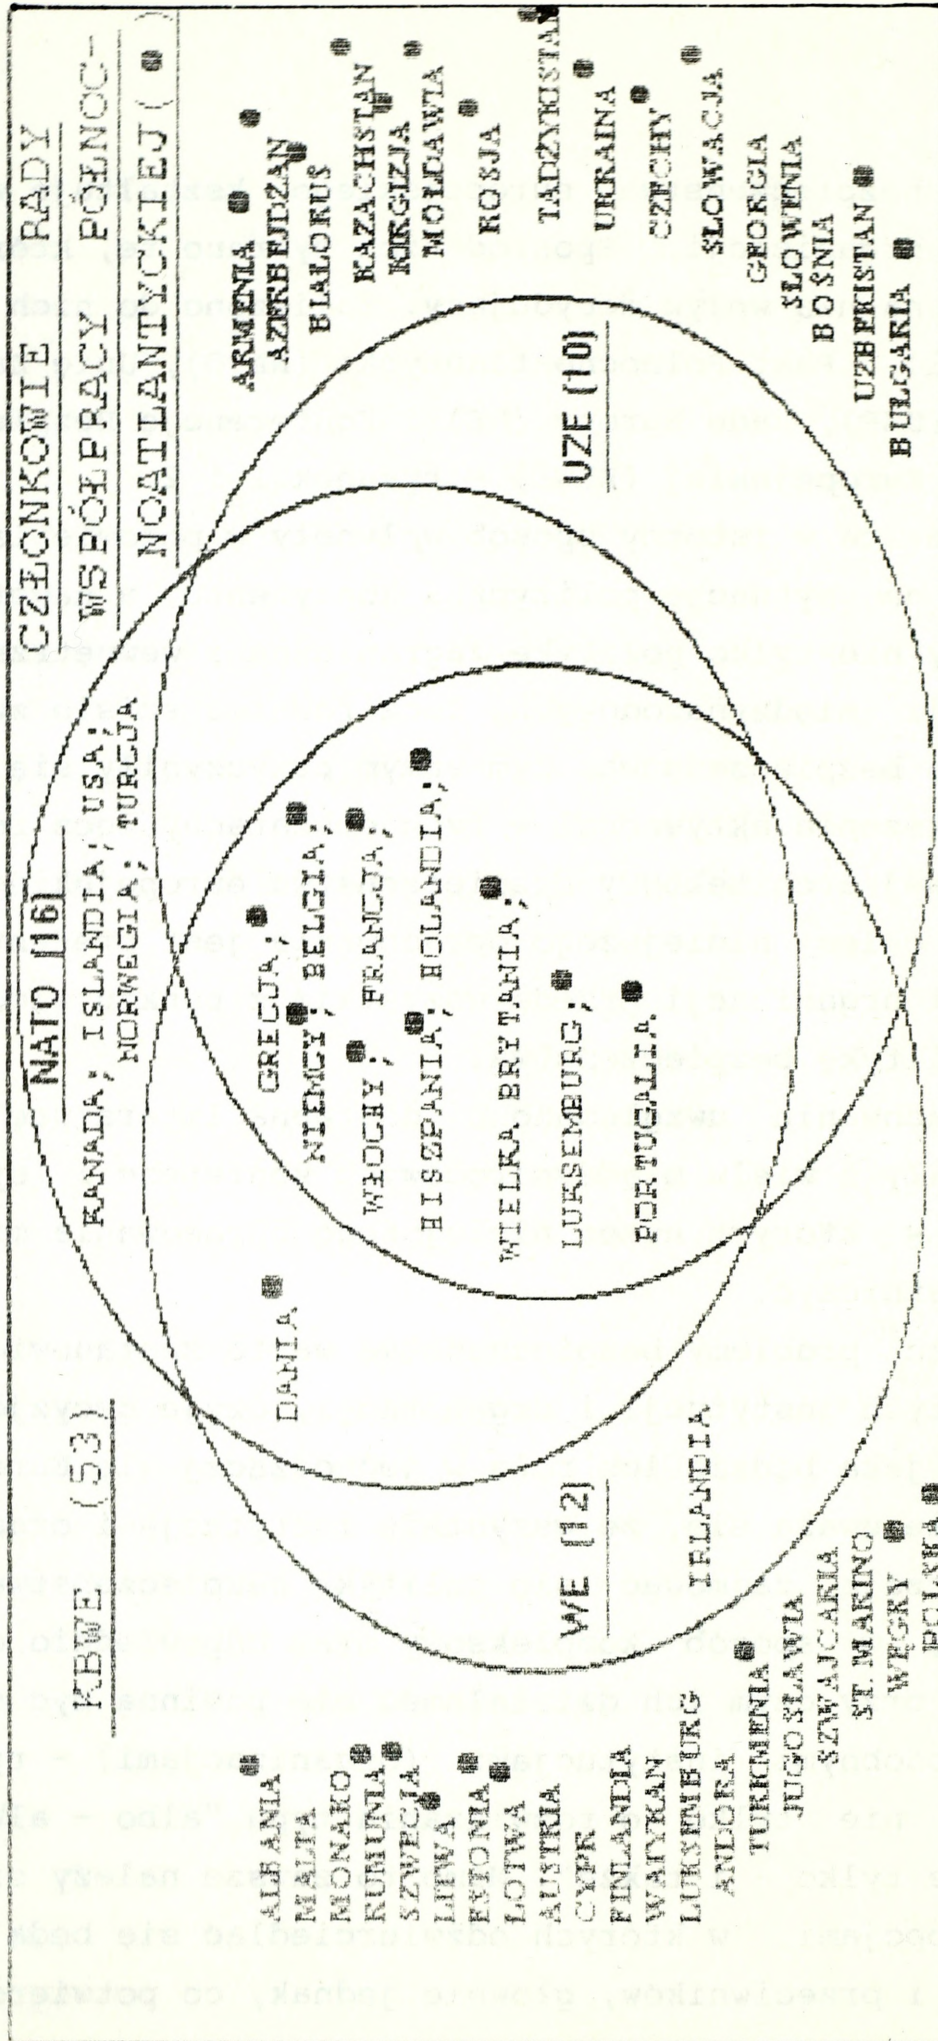 KBWE (53)
NATO (16)
KANADA; ISLANDIA; USA;
NORWEGIA; TURCJA
CZŁONKOWIE RADY
WSPÓŁPRACY PÓŁNOC-
NOATLANTYCKIEJ (●)
DANIA
GRECJA;
NIEMCY; BELGIA;
WŁOCHY; FRANCJA;
HISZPANIA; HOLANDIA;
WIELKA BRYTANIA;
LUKSEMBURG;
PORTUGALIA
WE (12)
IRLANDIA
UZE (10)
ALBANIA
MALTA
MONAKO
RUMUNIA
SZWECJA
LITWA
ESTONIA
ŁOTWA
AUSTRIA
CYPR
FINLANDIA
WATYKAN
LUKSEMBURG
ANDORA
TURKMENIA
JUGOSŁAWIA
SZWAJCARIA
ST. MARINO
WĘGRY
POLSKA
ARMENIA
AZERBEJDŻAN
BIAŁORUŚ
KAZACHSTAN
KIRGIZJA
MOŁDAWIA
ROSJA
TADŻYKISTAN
UKRAINA
CZECHY
SŁOWACJA
GEORGIA
SŁOWENIA
BOŚNIA
UZBEKISTAN
BUŁGARIA